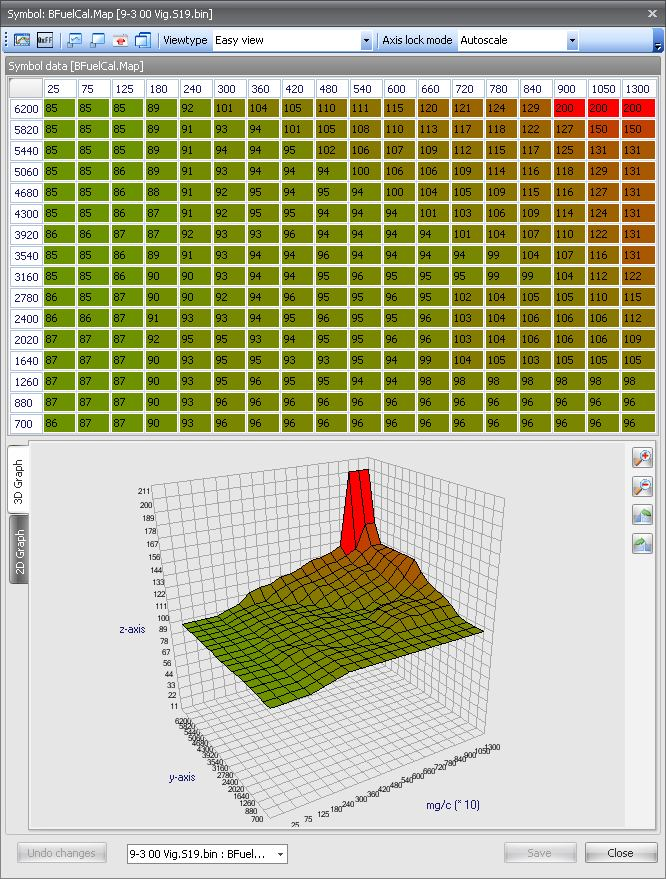 Symbol: BFuelCal.Map [9-3 00 Vig.S19.bin]
0xFF Viewtype Easy view Axis lock mode Autoscale
Symbol data [BFuelCal.Map]
25 75 125 180 240 300 360 420 480 540 600 660 720 780 840 900 1050 1300
6200 85 85 85 89 92 101 104 105 110 111 115 120 121 124 129 200 200 200
5820 85 85 85 89 91 93 94 101 105 108 110 113 117 118 122 127 150 150
5440 85 85 85 89 91 94 94 95 102 106 107 109 112 115 117 125 131 131
5060 85 85 86 89 91 93 94 94 94 100 106 106 109 114 116 118 129 131
4680 85 85 86 88 91 92 95 94 95 94 100 104 105 109 115 116 127 131
4300 85 85 86 87 91 92 95 95 94 94 94 101 103 106 109 114 124 131
3920 86 86 87 87 92 93 93 96 94 94 94 94 101 104 107 110 122 131
3540 85 85 86 89 91 93 94 95 94 94 94 94 94 99 104 107 116 131
3160 85 85 86 90 90 94 94 95 96 95 95 95 95 99 99 104 112 122
2780 86 85 87 90 90 92 94 96 95 95 96 96 102 104 105 105 110 115
2400 86 86 87 91 93 93 94 96 95 95 96 96 103 104 106 106 106 112
2020 87 87 87 92 95 95 93 94 96 95 96 95 103 104 106 106 106 109
1640 87 87 87 90 93 95 93 93 96 95 94 99 104 105 103 105 105 105
1260 87 87 87 90 93 95 96 95 95 94 94 98 98 98 98 98 98 98
880 87 87 87 90 93 96 96 96 96 96 96 96 96 96 96 96 96 96
700 86 87 87 90 93 96 96 96 96 96 96 96 96 96 96 96 96 96
3D Graph
2D Graph
211
200
189
178
167
156
144
133
122
111
100
89
78
67
56
44
33
22
11
z-axis
6200
5820
5440
5060
4680
4300
3920
3540
3160
2780
2400
2020
1640
1260
880
700
y-axis
25 75 125 180 240 300 360 420 480 540 600 660 720 780 840 900 1050 1300
mg/c (* 10)
Undo changes 9-3 00 Vig.S19.bin : BFuel... Save Close